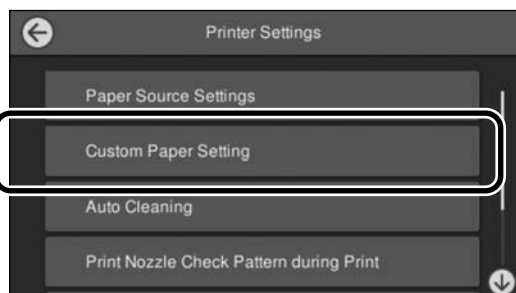 Printer Settings
Paper Source Settings
Custom Paper Setting
Auto Cleaning
Print Nozzle Check Pattern during Print